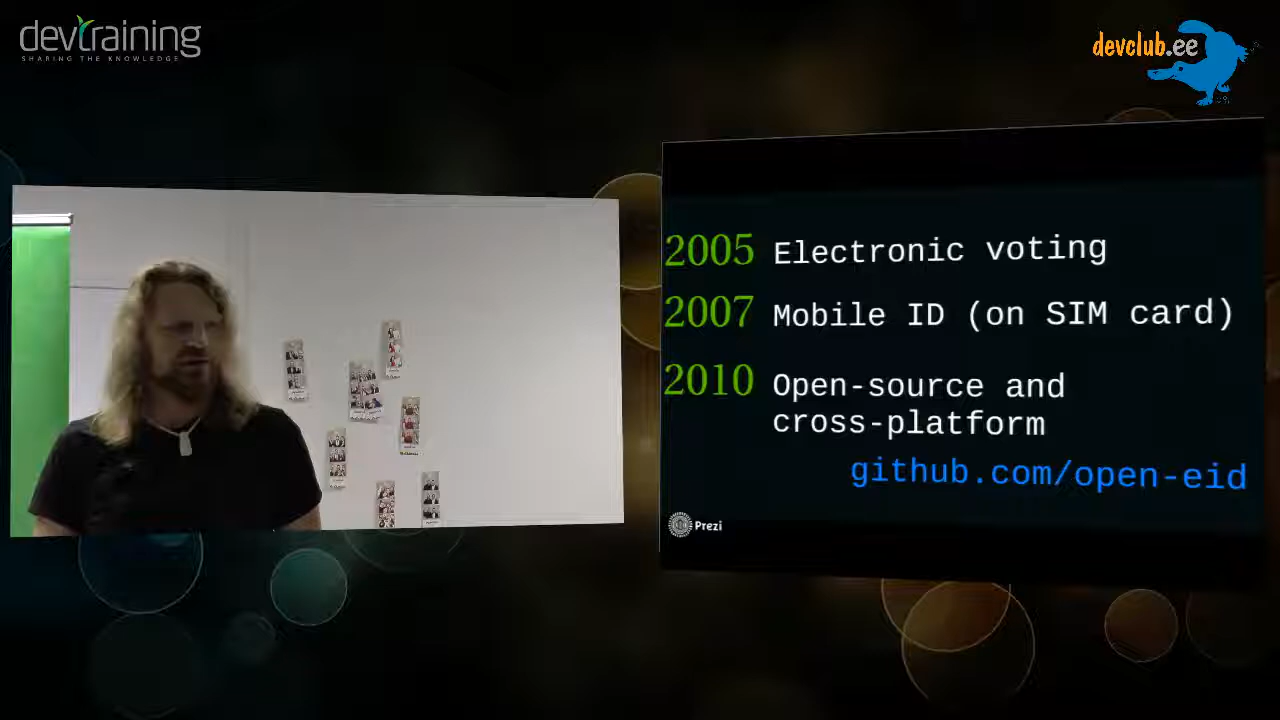 devtraining
SHARING THE KNOWLEDGE
devclub.ee
2005 Electronic voting
2007 Mobile ID (on SIM card)
2010 Open-source and
cross-platform
github.com/open-eid
Prezi